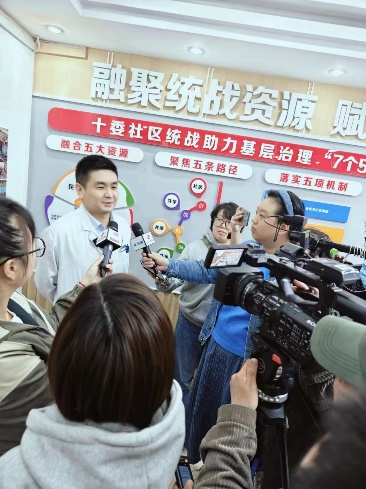 融聚统战资源 赋
十委社区统战助力基层治理·“7个5
融合五大资源
聚焦五条路径
落实五项机制